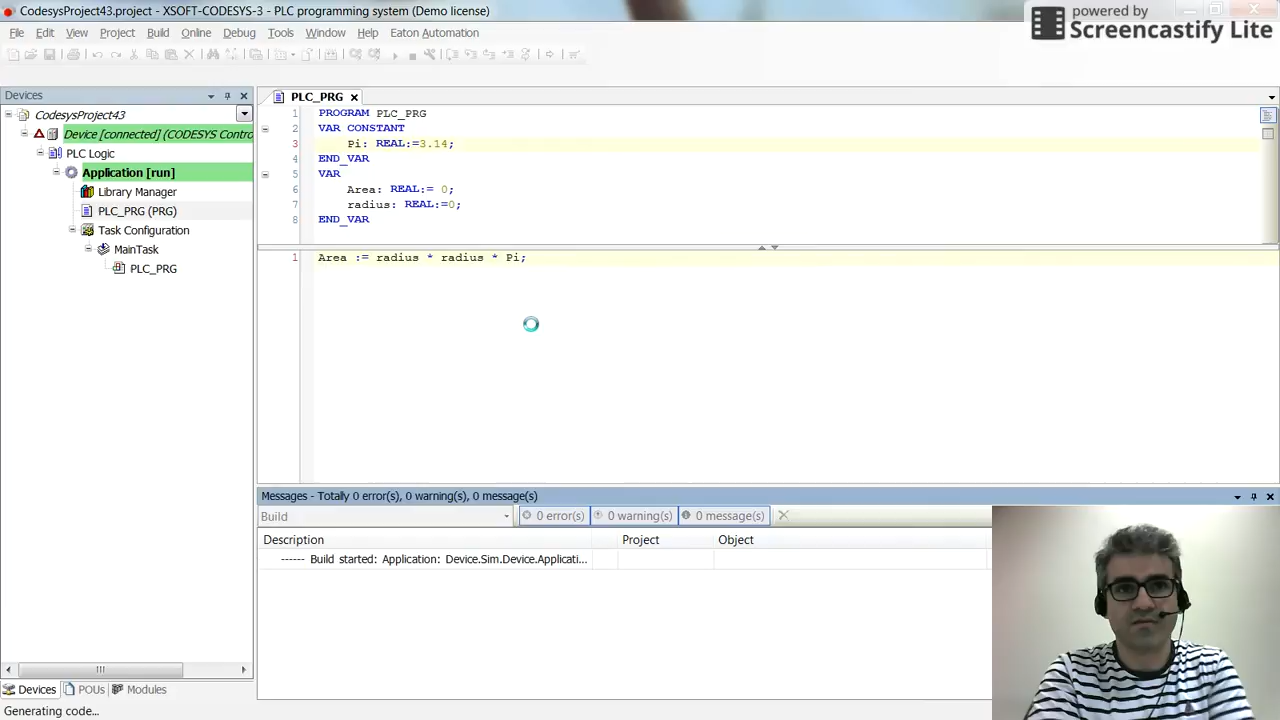 CodesysProject43.project - XSOFT-CODESYS-3 - PLC programming system (Demo license)
powered by
Screencastify Lite
File Edit View Project Build Online Debug Tools Window Help Eaton Automation
Devices
CodesysProject43
Device [connected] (CODESYS Contro
PLC Logic
Application [run]
Library Manager
PLC_PRG (PRG)
Task Configuration
MainTask
PLC_PRG
Devices POUs Modules
PLC_PRG
1 PROGRAM PLC_PRG
2 VAR CONSTANT
3 Pi: REAL:=3.14;
4 END_VAR
5 VAR
6 Area: REAL:= 0;
7 radius: REAL:=0;
8 END_VAR
1 Area := radius * radius * Pi;
Messages - Totally 0 error(s), 0 warning(s), 0 message(s)
Build 0 error(s) 0 warning(s) 0 message(s)
Description Project Object
------ Build started: Application: Device.Sim.Device.Applicati...
Generating code...